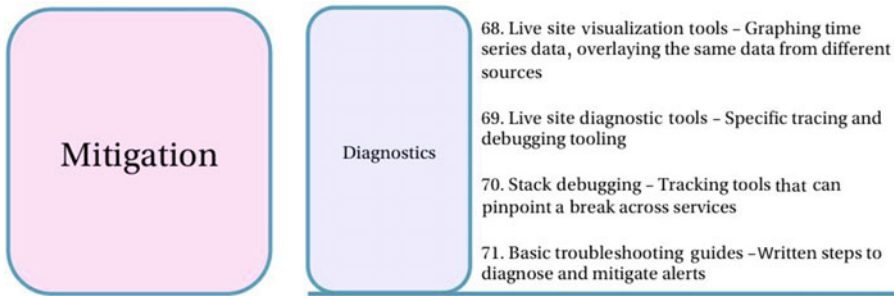 Mitigation
Diagnostics
68. Live site visualization tools – Graphing time
series data, overlaying the same data from different
sources
69. Live site diagnostic tools – Specific tracing and
debugging tooling
70. Stack debugging – Tracking tools that can
pinpoint a break across services
71. Basic troubleshooting guides –Written steps to
diagnose and mitigate alerts